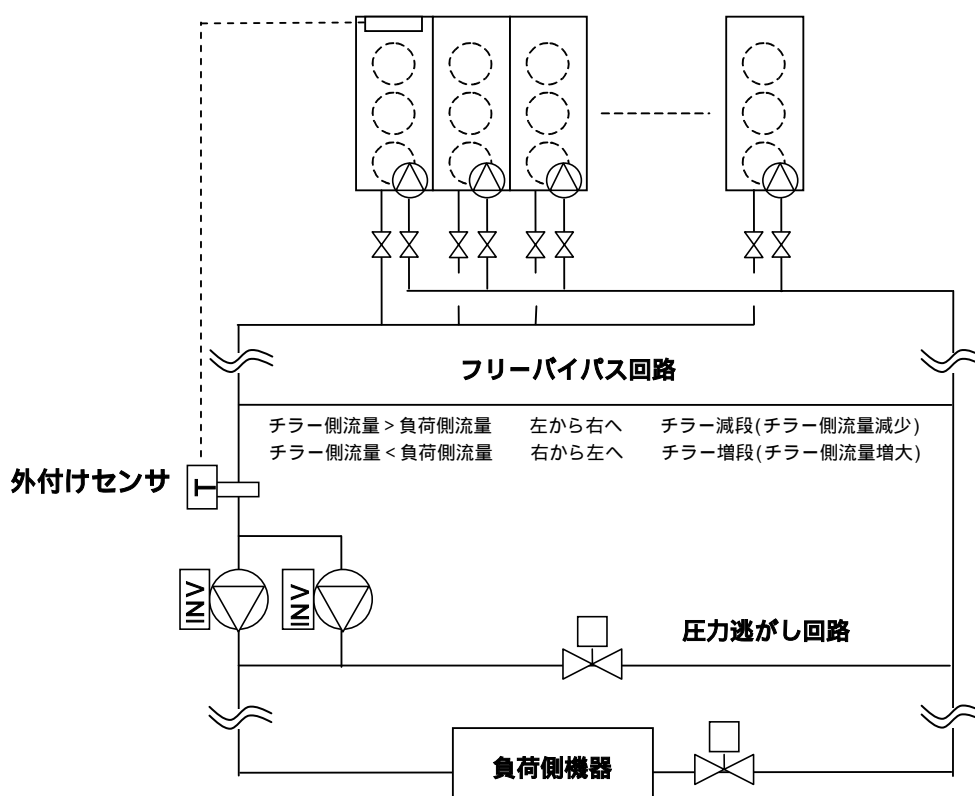 フリーバイパス回路
チラー側流量 > 負荷側流量 左から右へ チラー減段(チラー側流量減少)
チラー側流量 < 負荷側流量 右から左へ チラー増段(チラー側流量増大)
外付けセンサ
T
INV
INV
圧力逃がし回路
負荷側機器